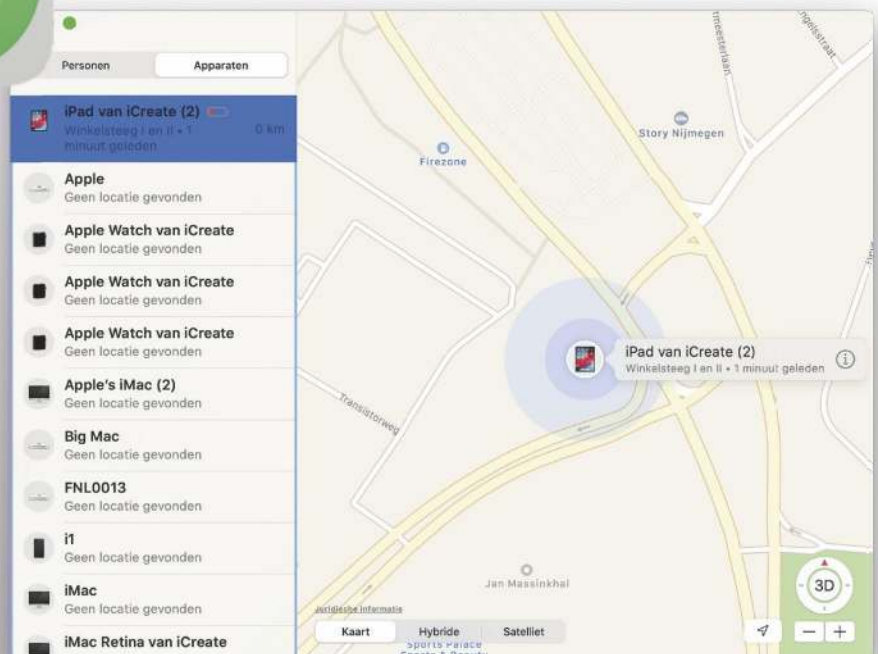 Personen
Apparaten
iPad van iCreate (2)
Winkelsteeg I en II • 1
minuut geleden
0 km
Apple
Geen locatie gevonden
Apple Watch van iCreate
Geen locatie gevonden
Apple Watch van iCreate
Geen locatie gevonden
Apple Watch van iCreate
Geen locatie gevonden
Apple's iMac (2)
Geen locatie gevonden
Big Mac
Geen locatie gevonden
FNL0013
Geen locatie gevonden
i1
Geen locatie gevonden
iMac
Geen locatie gevonden
iMac Retina van iCreate
Story Nijmegen
Firezone
iPad van iCreate (2)
Winkelsteeg I en II • 1 minuut geleden
Transistorweg
Jan Massinkhal
Juridische informatie
Kaart
Hybride
Satelliet
Sports Palace
3D